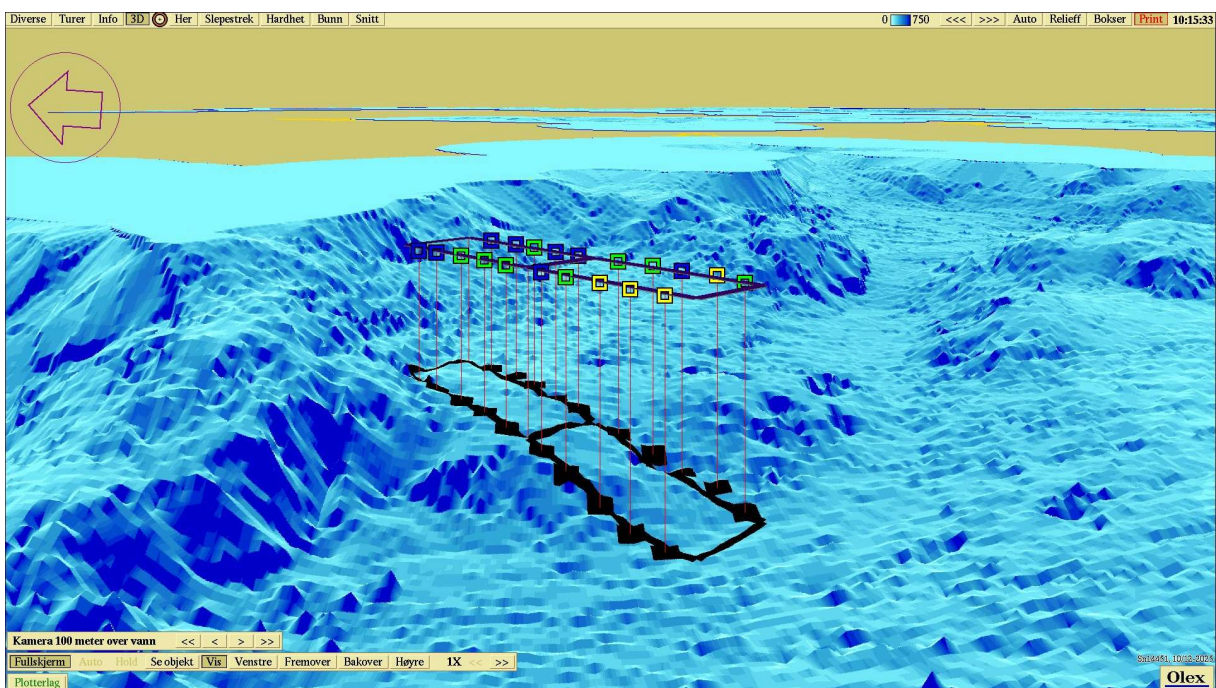 Diverse Turer Info 3D Her Slepestrek Hardhet Bunn Snitt 0 750 <<< >>> Auto Relieff Bokser Print 10:15:33
Kamera 100 meter over vann << < > >>
Fullskjerm Auto Hold Se objekt Vis Venstre Fremover Bakover Høyre 1X << >>
Plotterlag
Olex